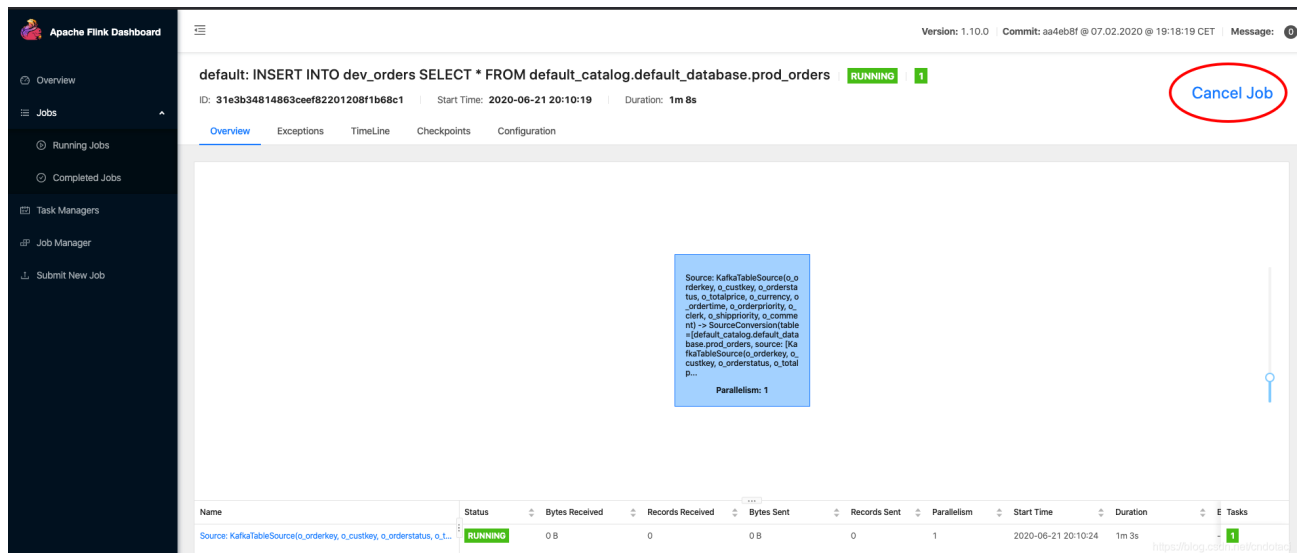 Apache Flink Dashboard
Version: 1.10.0 Commit: aa4eb8f @ 07.02.2020 @ 19:18:19 CET Message: 0
Overview
Jobs
Running Jobs
Completed Jobs
Task Managers
Job Manager
Submit New Job
default: INSERT INTO dev_orders SELECT * FROM default_catalog.default_database.prod_orders RUNNING 1
ID: 31e3b34814863ceef82201208f1b68c1 Start Time: 2020-06-21 20:10:19 Duration: 1m 8s
Cancel Job
Overview Exceptions TimeLine Checkpoints Configuration
Source: KafkaTableSource(o_o
rderkey, o_custkey, o_ordersta
tus, o_totalprice, o_currency, o
_ordertime, o_orderpriority, o_
clerk, o_shippriority, o_comme
nt) -> SourceConversion(table
=[default_catalog.default_data
base.prod_orders, source: [Ka
fkaTableSource(o_orderkey, o_
custkey, o_orderstatus, o_total
p...
Parallelism: 1
Name Status Bytes Received Records Received Bytes Sent Records Sent Parallelism Start Time Duration E Tasks
Source: KafkaTableSource(o_orderkey, o_custkey, o_orderstatus, o_t... RUNNING 0 B 0 0 B 0 1 2020-06-21 20:10:24 1m 3s - 1